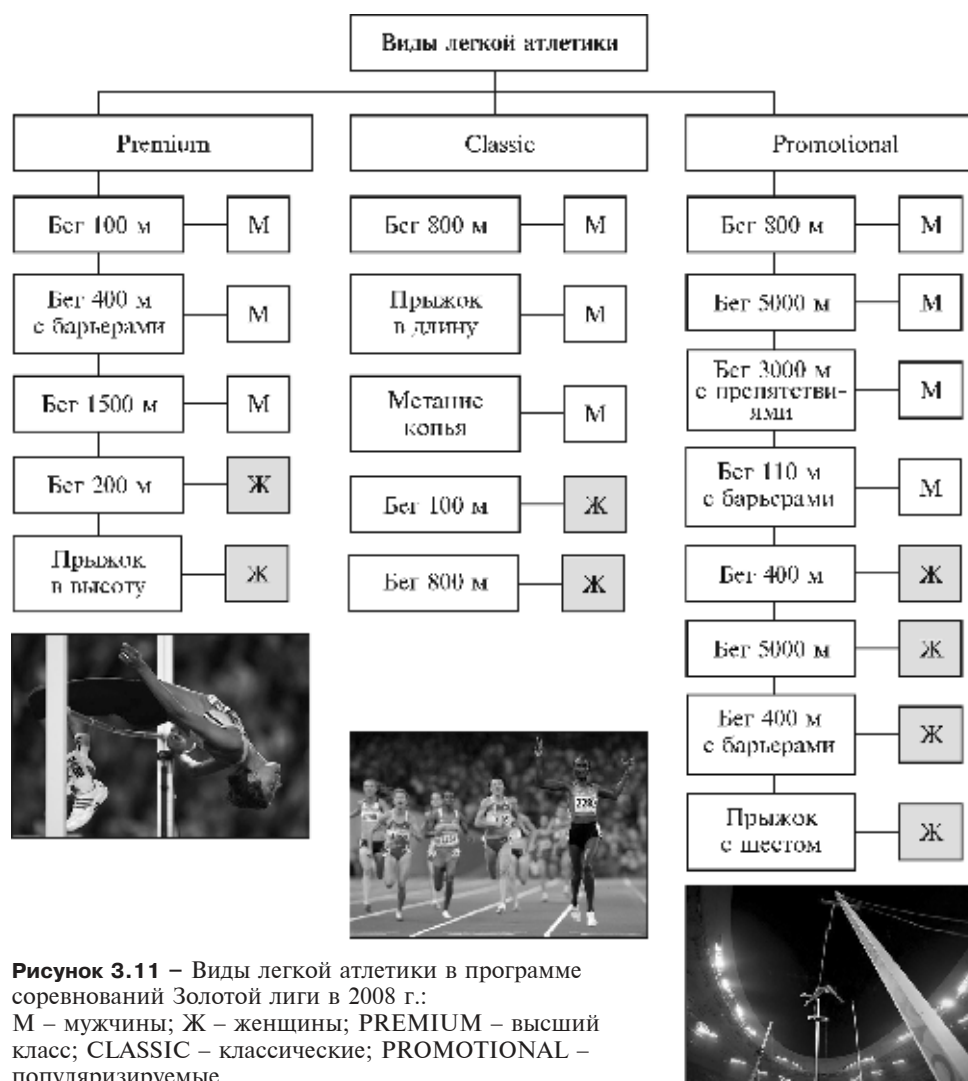 Виды легкой атлетики
Premium
Classic
Promotional
Бег 100 м
М
Бег 400 м
с барьерами
М
Бег 1500 м
М
Бег 200 м
Ж
Прыжок
в высоту
Ж
Бег 800 м
М
Прыжок
в длину
М
Метание
копья
М
Бег 100 м
Ж
Бег 800 м
Ж
Бег 800 м
М
Бег 5000 м
М
Бег 3000 м
с препятстви-
ями
М
Бег 110 м
с барьерами
М
Бег 400 м
Ж
Бег 5000 м
Ж
Бег 400 м
с барьерами
Ж
Прыжок
с шестом
Ж
Рисунок 3.11 – Виды легкой атлетики в программе
соревнований Золотой лиги в 2008 г.:
М – мужчины; Ж – женщины; PREMIUM – высший
класс; CLASSIC – классические; PROMOTIONAL –
популяризируемые